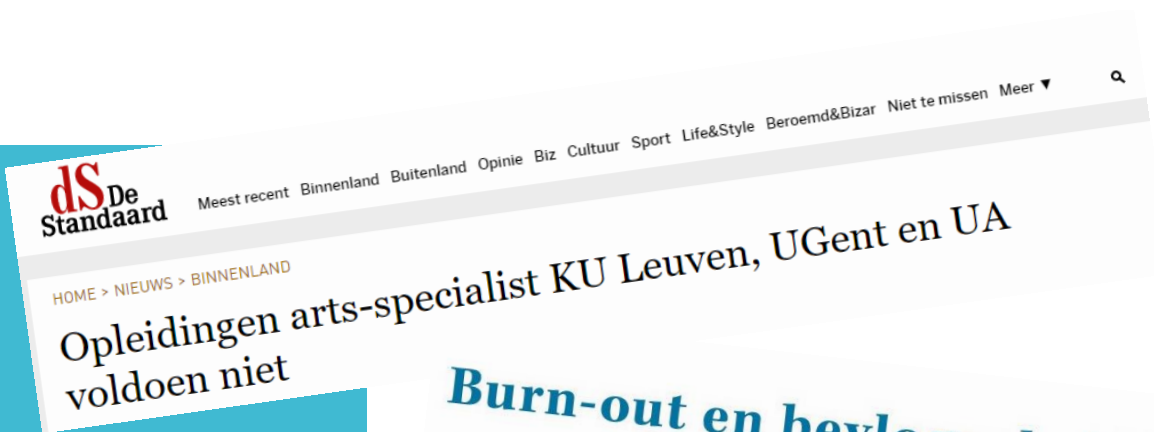 dS De
Standaard
Meest recent Binnenland Buitenland Opinie Biz Cultuur Sport Life&Style Beroemd&Bizar Niet te missen Meer ▼
HOME > NIEUWS > BINNENLAND
Opleidingen arts-specialist KU Leuven, UGent en UA
voldoen niet
Burn-out en